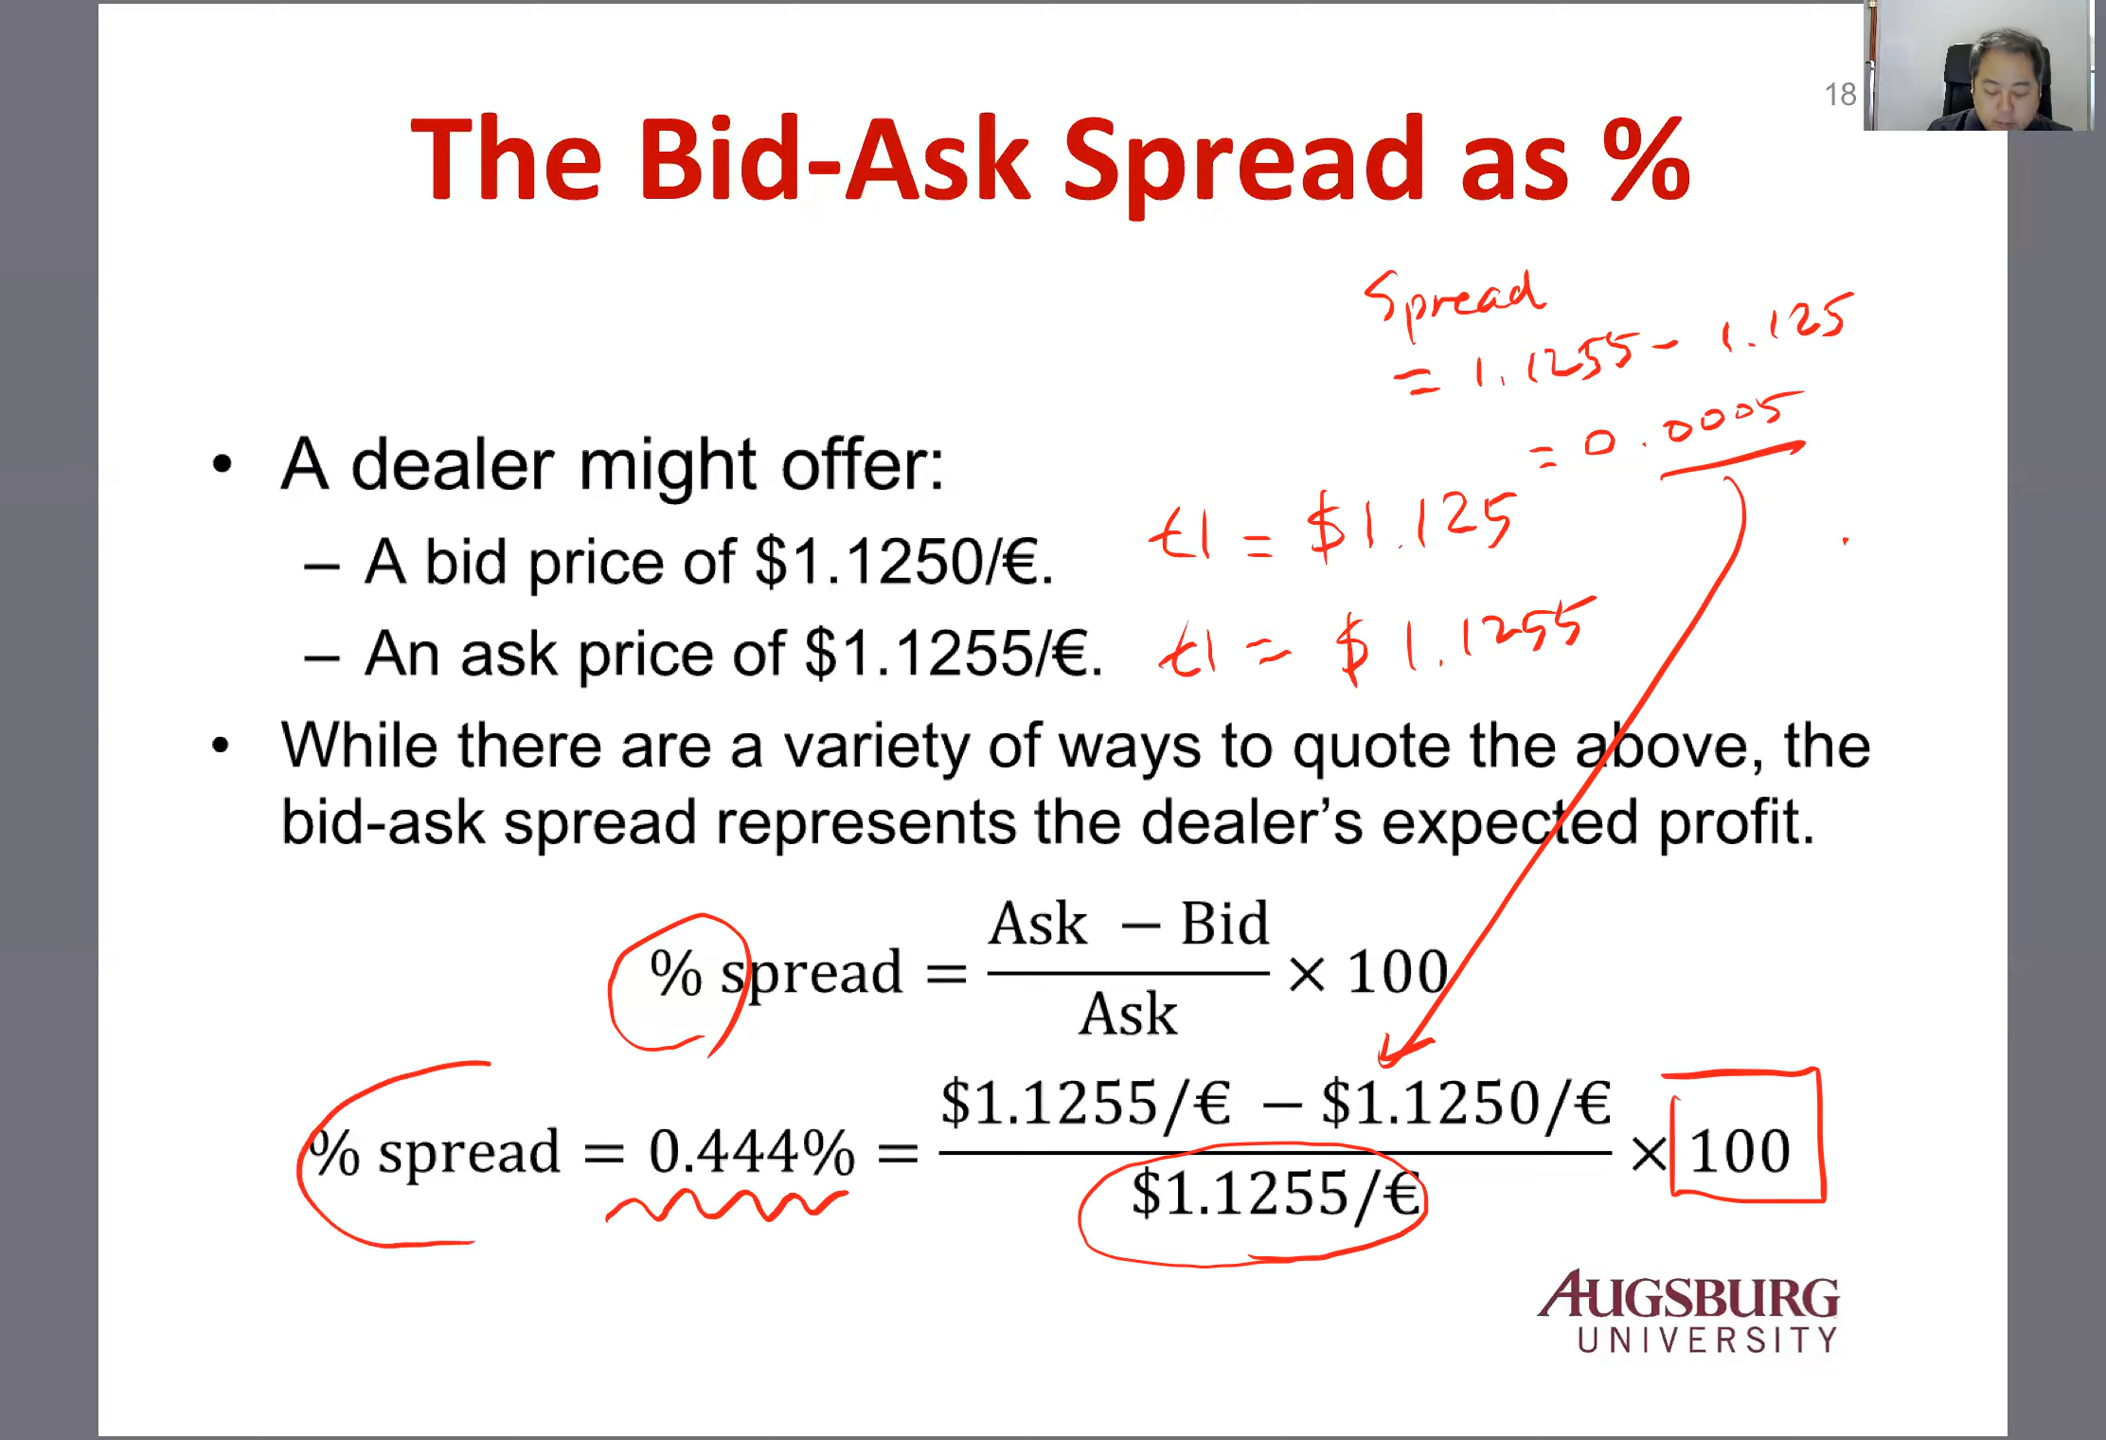 18
The Bid-Ask Spread as %
Spread
= 1.1255 - 1.125
= 0.0005
• A dealer might offer:
– A bid price of $1.1250/€.
€1 = $1.125
– An ask price of $1.1255/€.
€1 = $1.1255
• While there are a variety of ways to quote the above, the
bid-ask spread represents the dealer’s expected profit.
% spread = Ask − Bid / Ask × 100
% spread = 0.444% = $1.1255/€ − $1.1250/€ / $1.1255/€ × 100
AUGSBURG
UNIVERSITY